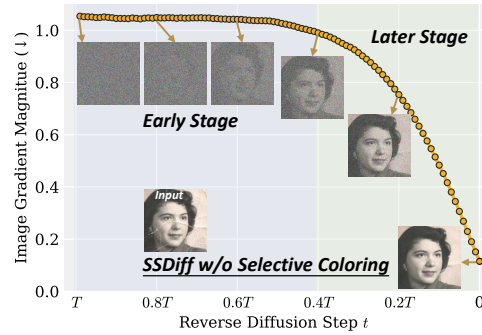 Image Gradient Magnitue (↓)
1.0
0.8
0.6
0.4
0.2
0.0
Later Stage
Early Stage
Input
SSDiff w/o Selective Coloring
T
0.8T
0.6T
0.4T
0.2T
0
Reverse Diffusion Step t